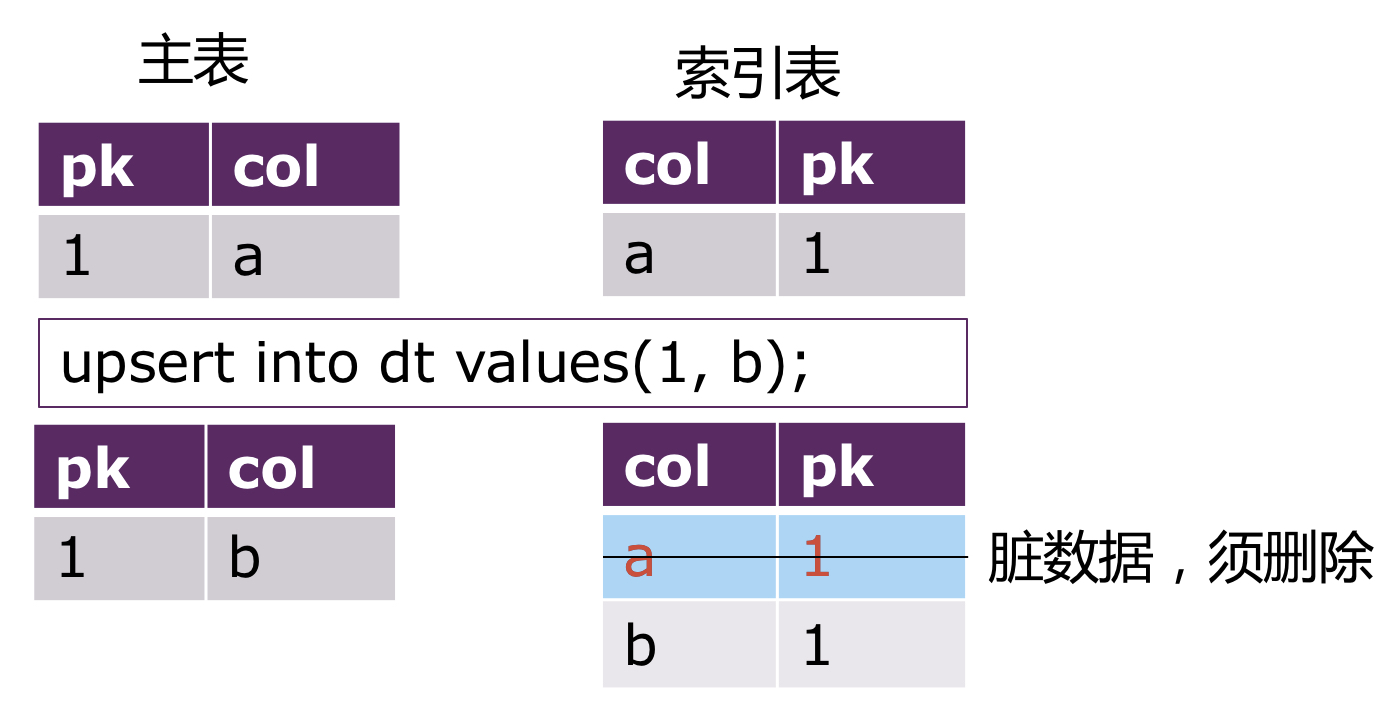 主表
索引表
pk col
col pk
1 a
a 1
upsert into dt values(1, b);
pk col
col pk
1 b
a 1
脏数据，须删除
b 1